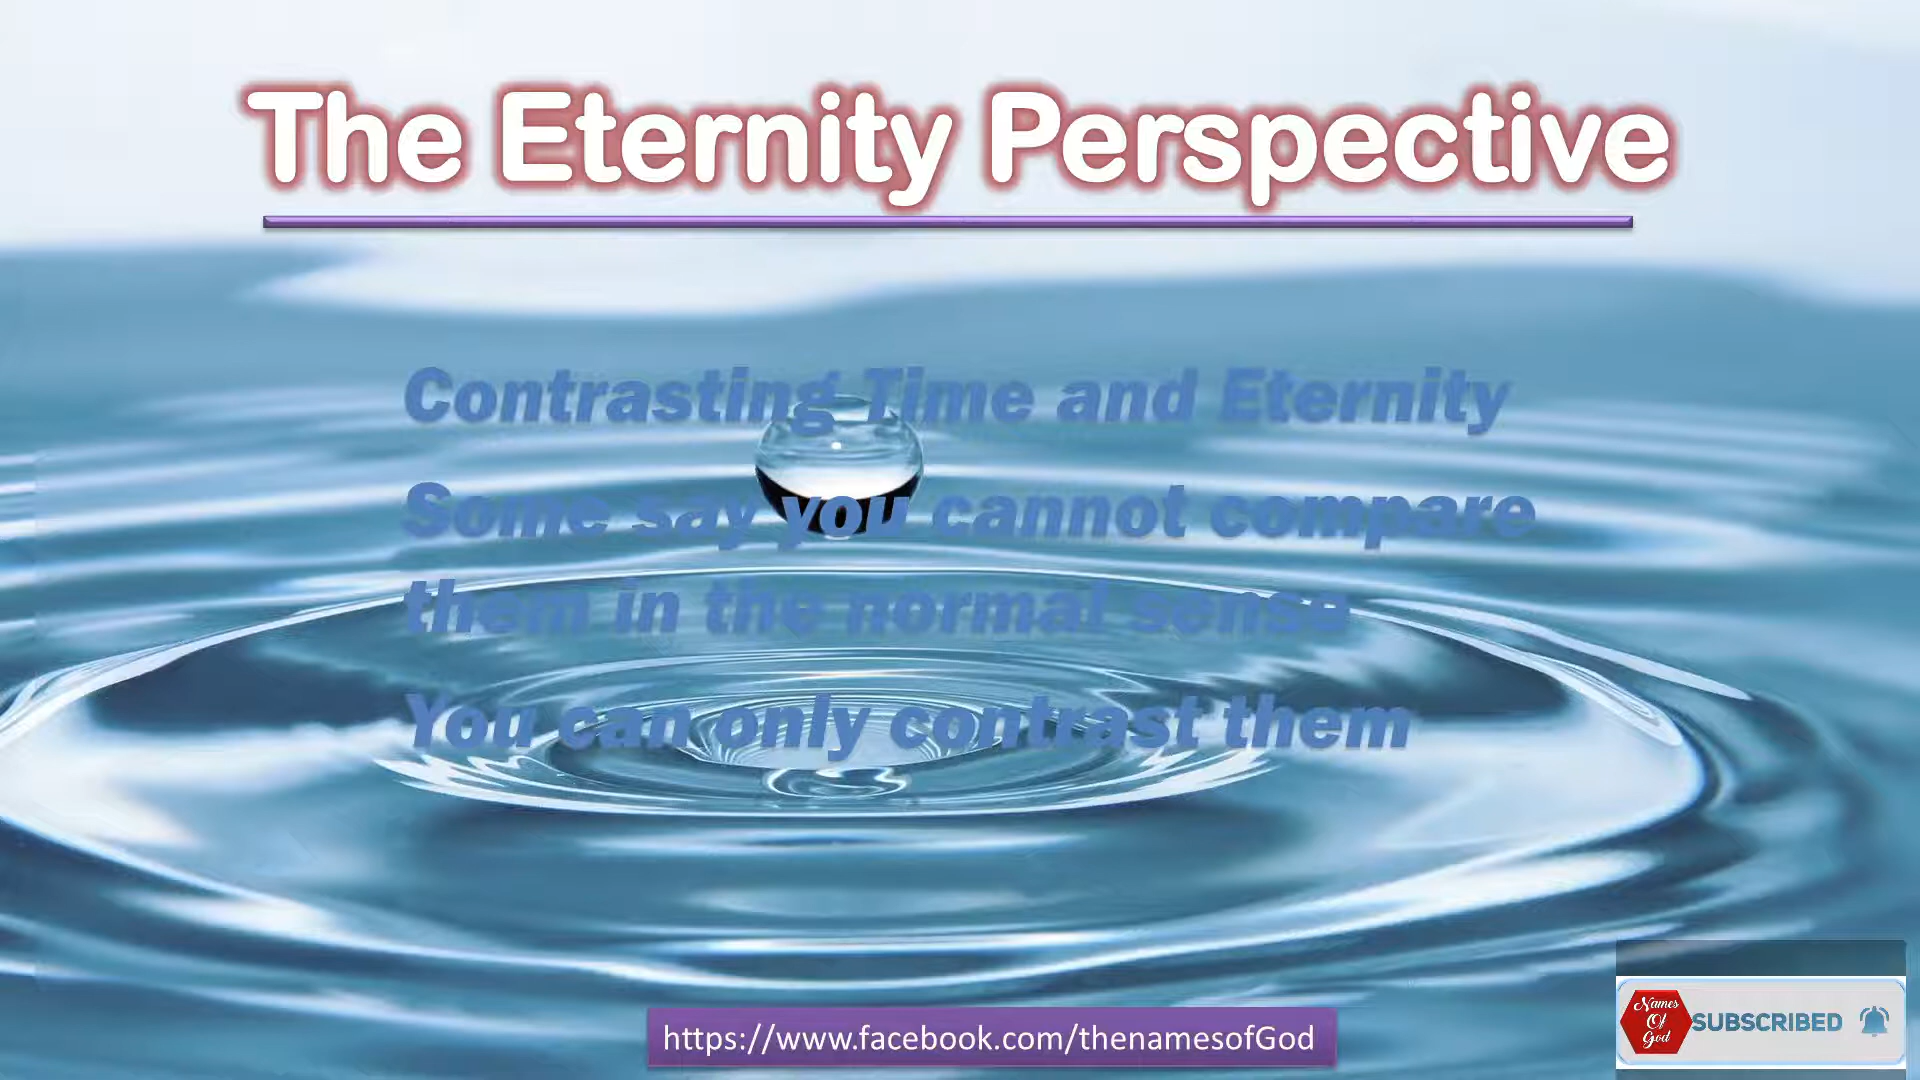 The Eternity Perspective
Contrasting Time and Eternity
Some say you cannot compare
them in the normal sense
You can only contrast them
https://www.facebook.com/thenamesofGod
Names
Of
God
SUBSCRIBED